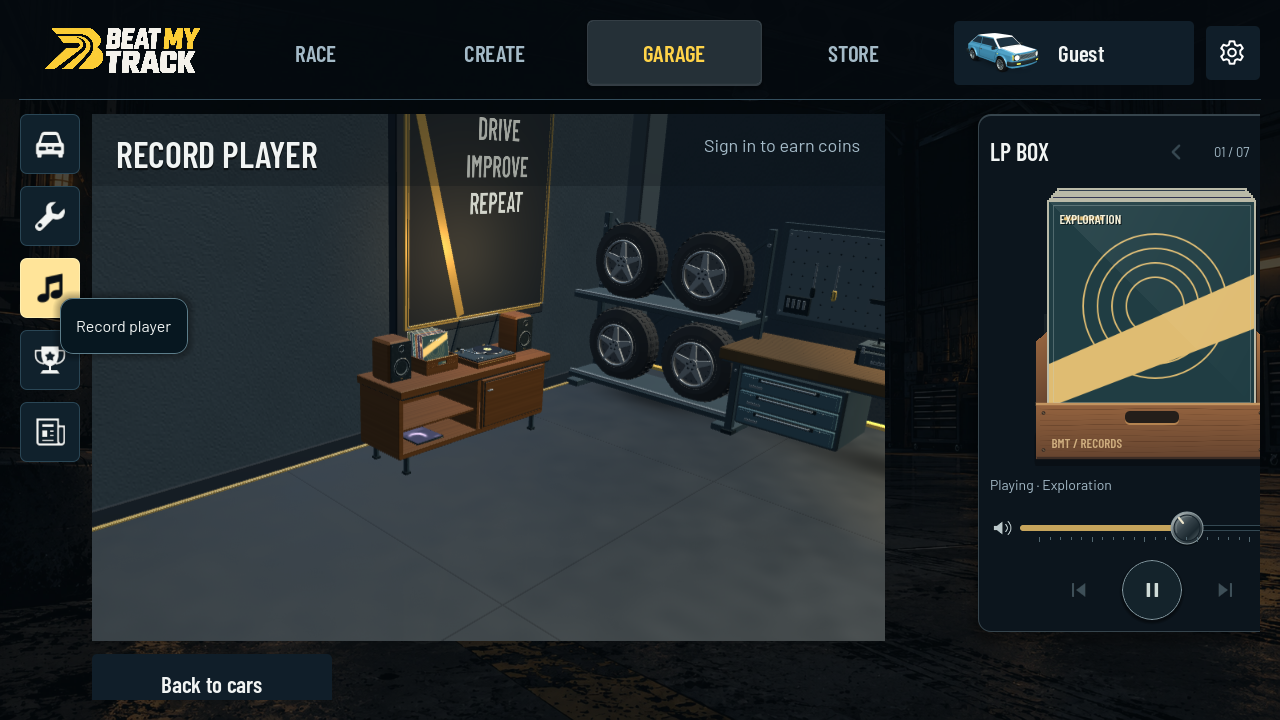 BEAT MY
TRACK
RACE
CREATE
GARAGE
STORE
Guest
RECORD PLAYER
Sign in to earn coins
DRIVE
IMPROVE
REPEAT
Record player
LP BOX
01 / 07
EXPLORATION
BMT / RECORDS
Playing · Exploration
Back to cars